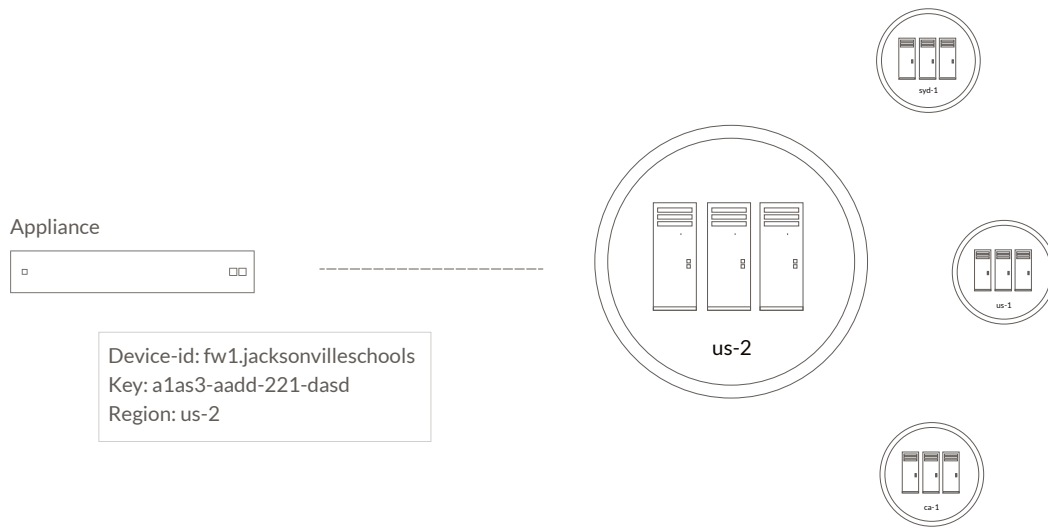 syd-1
Appliance
us-1
us-2
Device-id: fw1.jacksonvilleschools
Key: a1as3-aadd-221-dasd
Region: us-2
ca-1